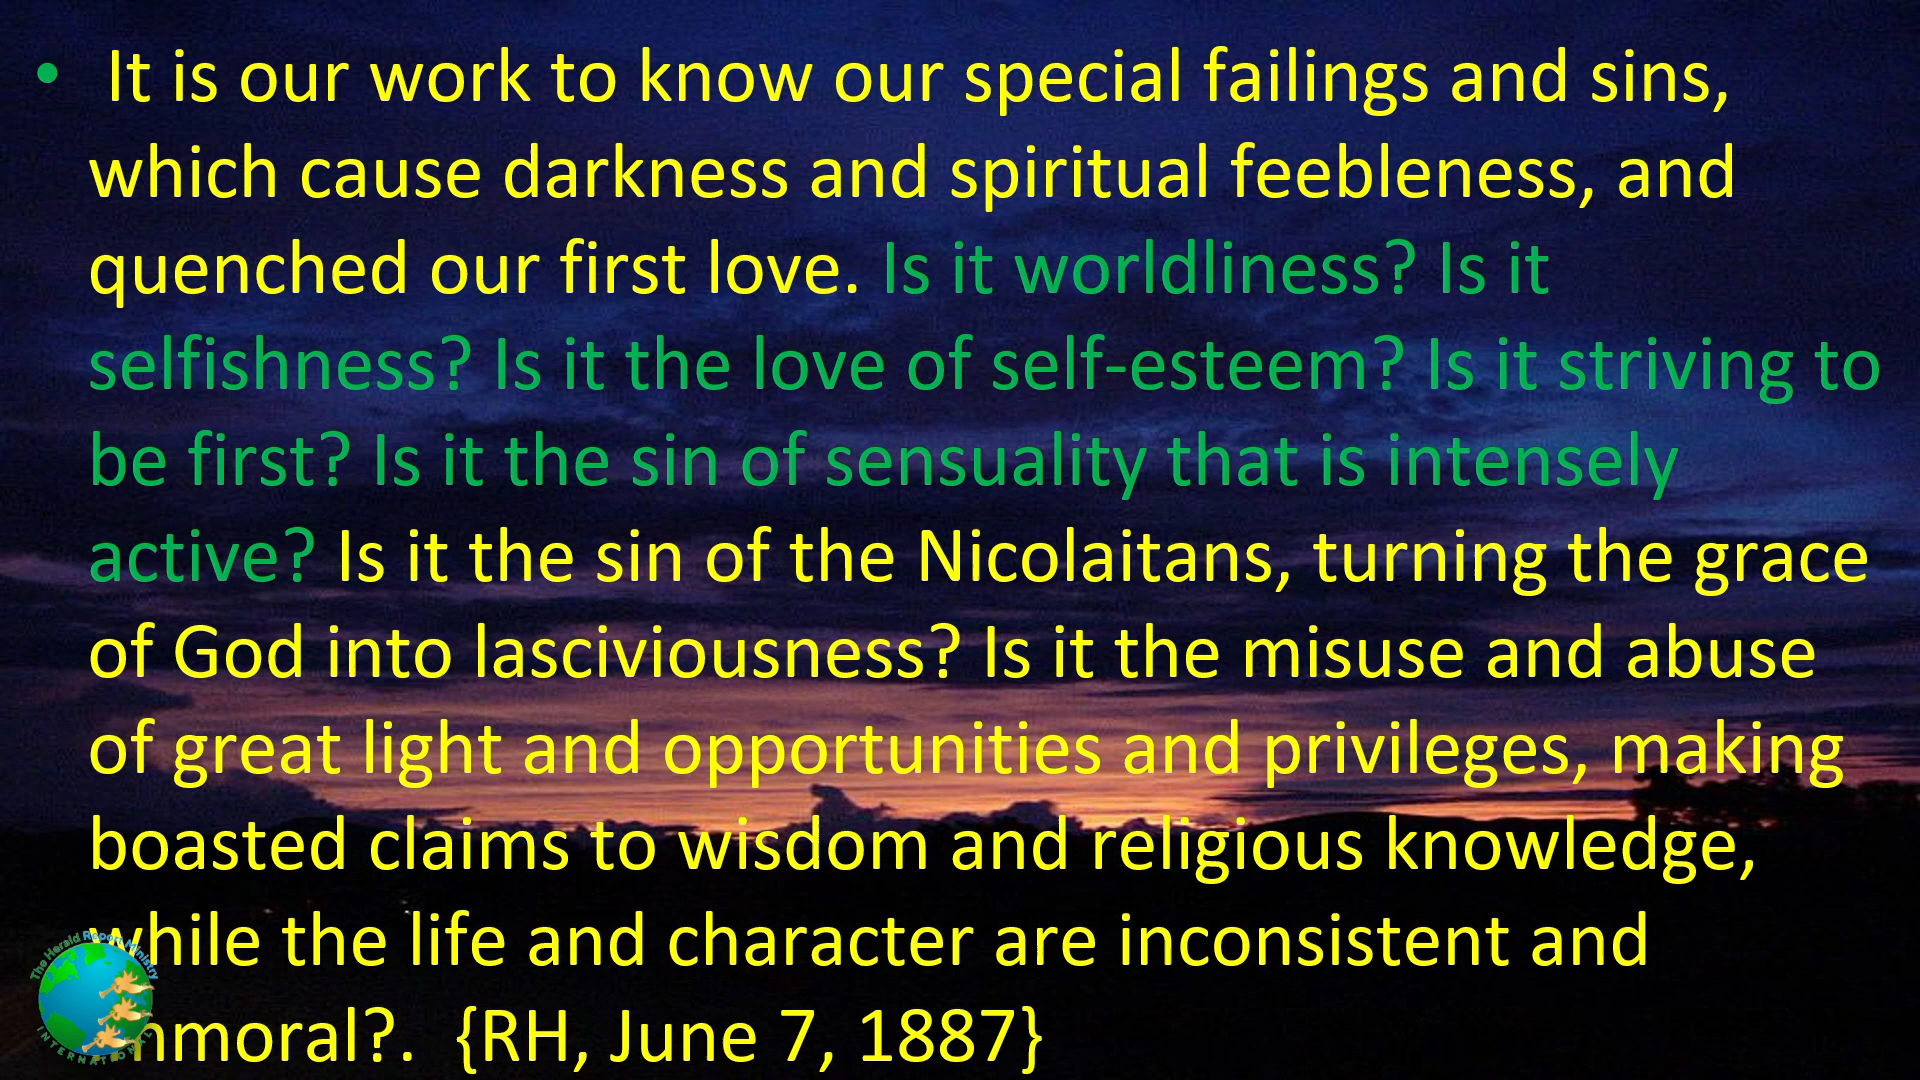 • It is our work to know our special failings and sins,
which cause darkness and spiritual feebleness, and
quenched our first love. Is it worldliness? Is it
selfishness? Is it the love of self-esteem? Is it striving to
be first? Is it the sin of sensuality that is intensely
active? Is it the sin of the Nicolaitans, turning the grace
of God into lasciviousness? Is it the misuse and abuse
of great light and opportunities and privileges, making
boasted claims to wisdom and religious knowledge,
while the life and character are inconsistent and
immoral?. {RH, June 7, 1887}
The Herald Report Ministry
INTERNATIONAL